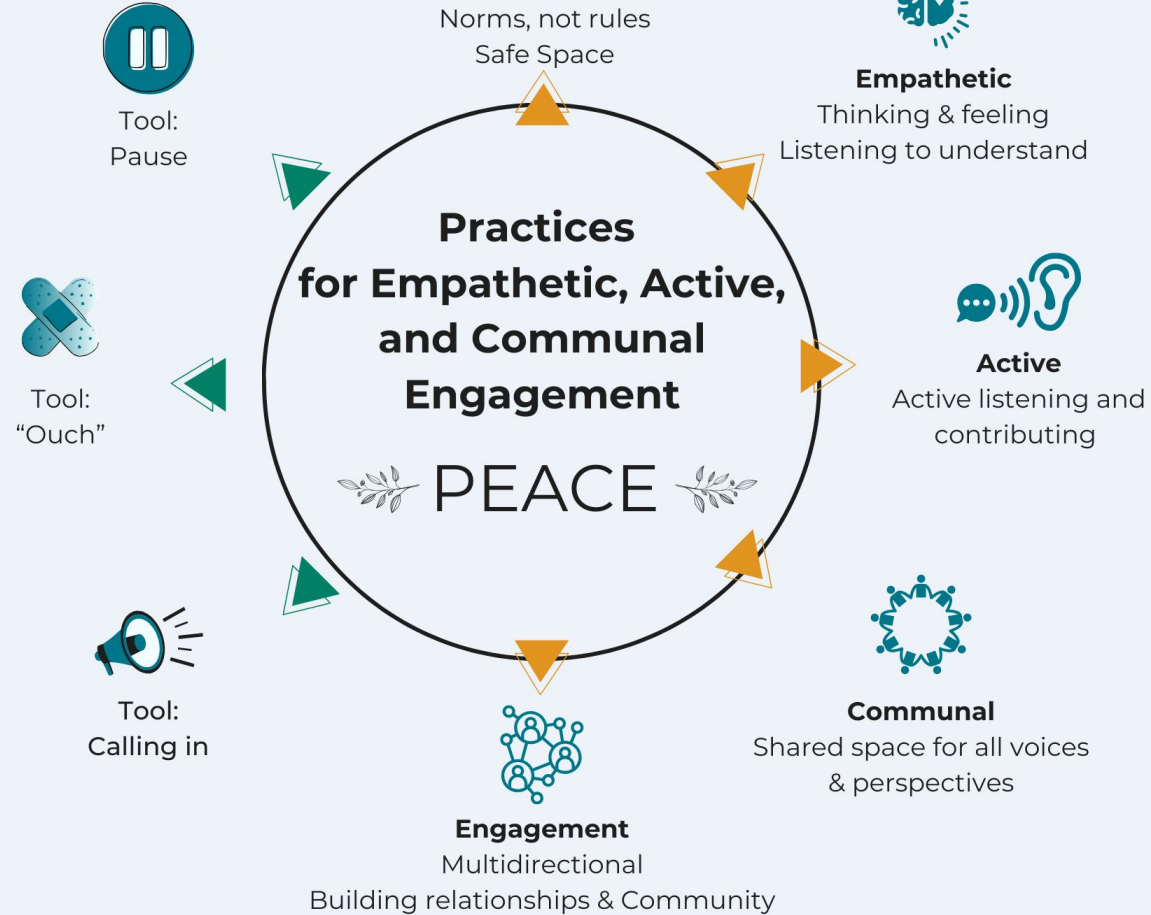 Norms, not rules
Safe Space
Empathetic
Thinking & feeling
Listening to understand
Active
Active listening and
contributing
Communal
Shared space for all voices
& perspectives
Engagement
Multidirectional
Building relationships & Community
Tool:
Calling in
Tool:
“Ouch”
Tool:
Pause
Practices
for Empathetic, Active,
and Communal
Engagement
PEACE